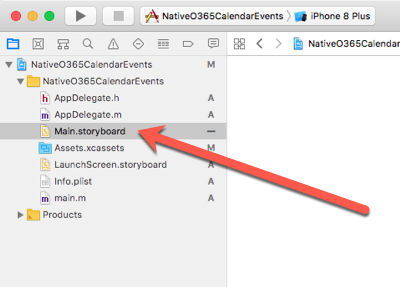 NativeO365CalendarEvents iPhone 8 Plus
NativeO365Calendar
NativeO365CalendarEvents M
NativeO365CalendarEvents
AppDelegate.h A
AppDelegate.m A
Main.storyboard —
Assets.xcassets M
LaunchScreen.storyboard A
Info.plist A
main.m A
Products